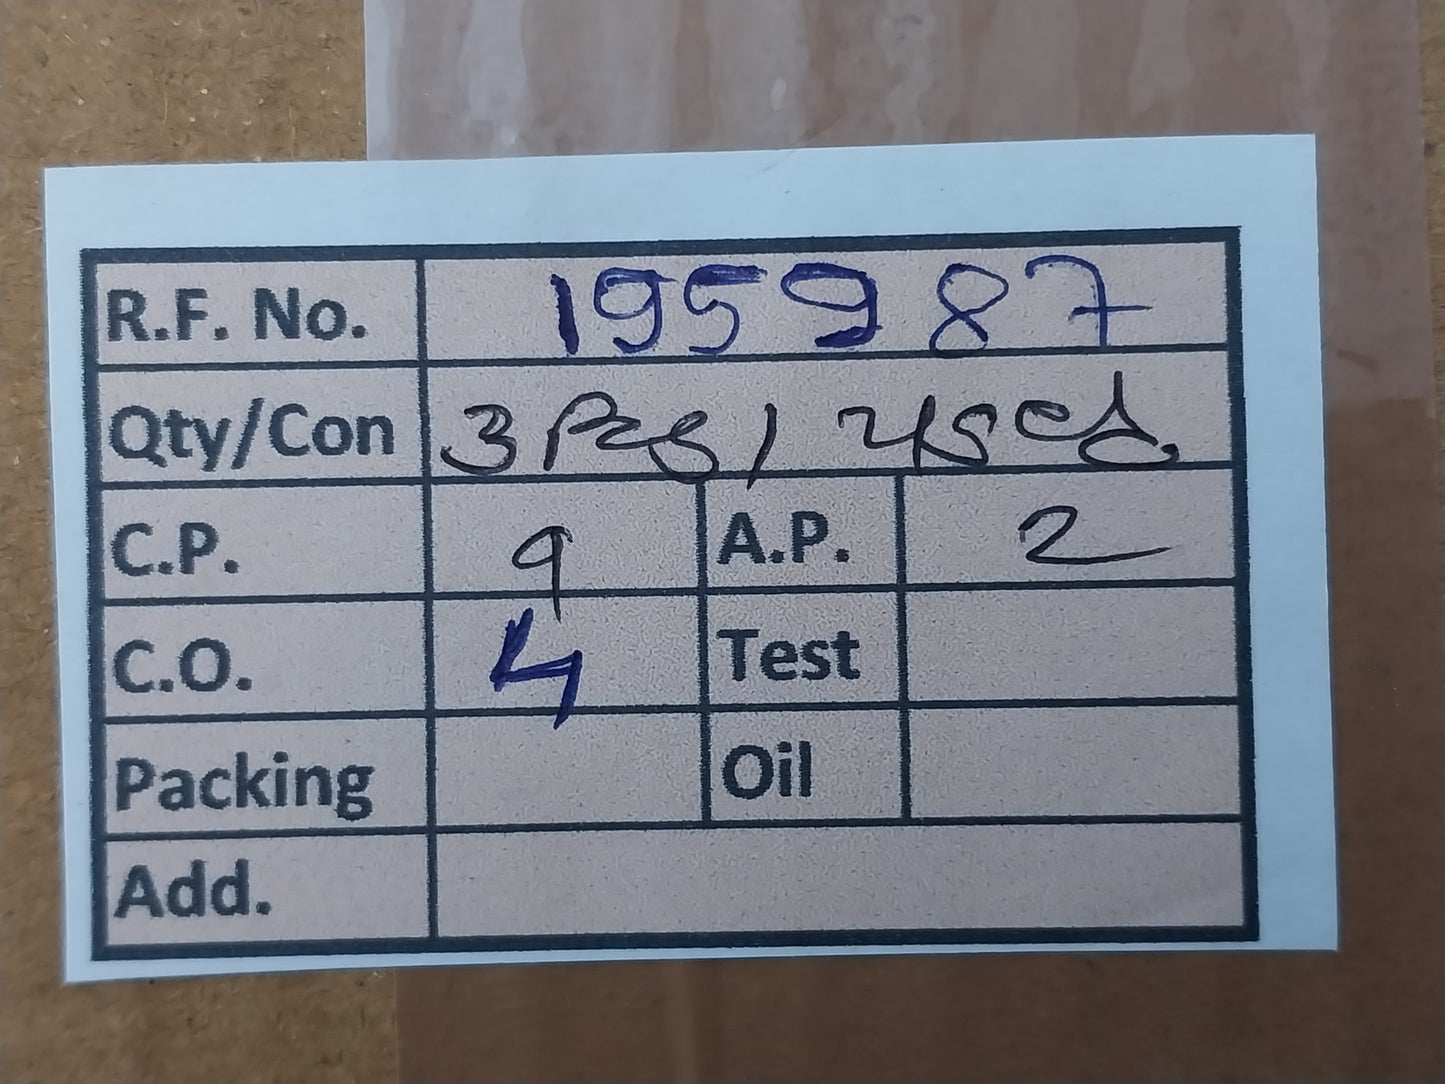 R.F. No. 195987
Qty/Con 3 Pcs, used.
C.P. 9 A.P. 2
C.O. 4 Test
Packing Oil
Add.